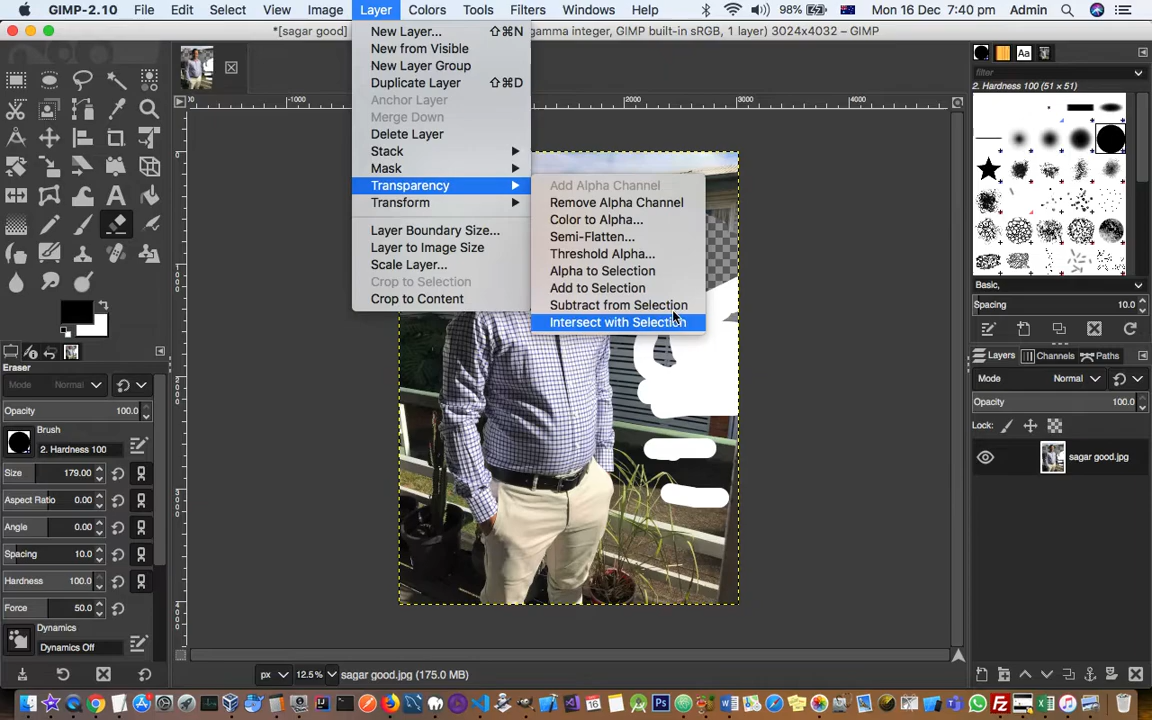 GIMP-2.10 File Edit Select View Image Layer Colors Tools Filters Windows Help 98% Mon 16 Dec 7:40 pm Admin
*[sagar good] gamma integer, GIMP built-in sRGB, 1 layer) 3024x4032 – GIMP
New Layer... ⇧⌘N
New from Visible
New Layer Group
Duplicate Layer ⇧⌘D
Anchor Layer
Merge Down
Delete Layer
Stack
Mask
Transparency
Transform
Layer Boundary Size...
Layer to Image Size
Scale Layer...
Crop to Selection
Crop to Content
Add Alpha Channel
Remove Alpha Channel
Color to Alpha...
Semi-Flatten...
Threshold Alpha...
Alpha to Selection
Add to Selection
Subtract from Selection
Intersect with Selection
-1000 2000 3000 4000
0
1000
2000
3000
4000
Eraser
Mode Normal
Opacity 100.0
Brush
2. Hardness 100
Size 179.00
Aspect Ratio 0.00
Angle 0.00
Spacing 10.0
Hardness 100.0
Force 50.0
Dynamics
Dynamics Off
px 12.5% sagar good.jpg (175.0 MB)
Aa
filter
2. Hardness 100 (51 × 51)
Basic,
Spacing 10.0
Layers Channels Paths
Mode Normal
Opacity 100.0
Lock:
sagar good.jpg